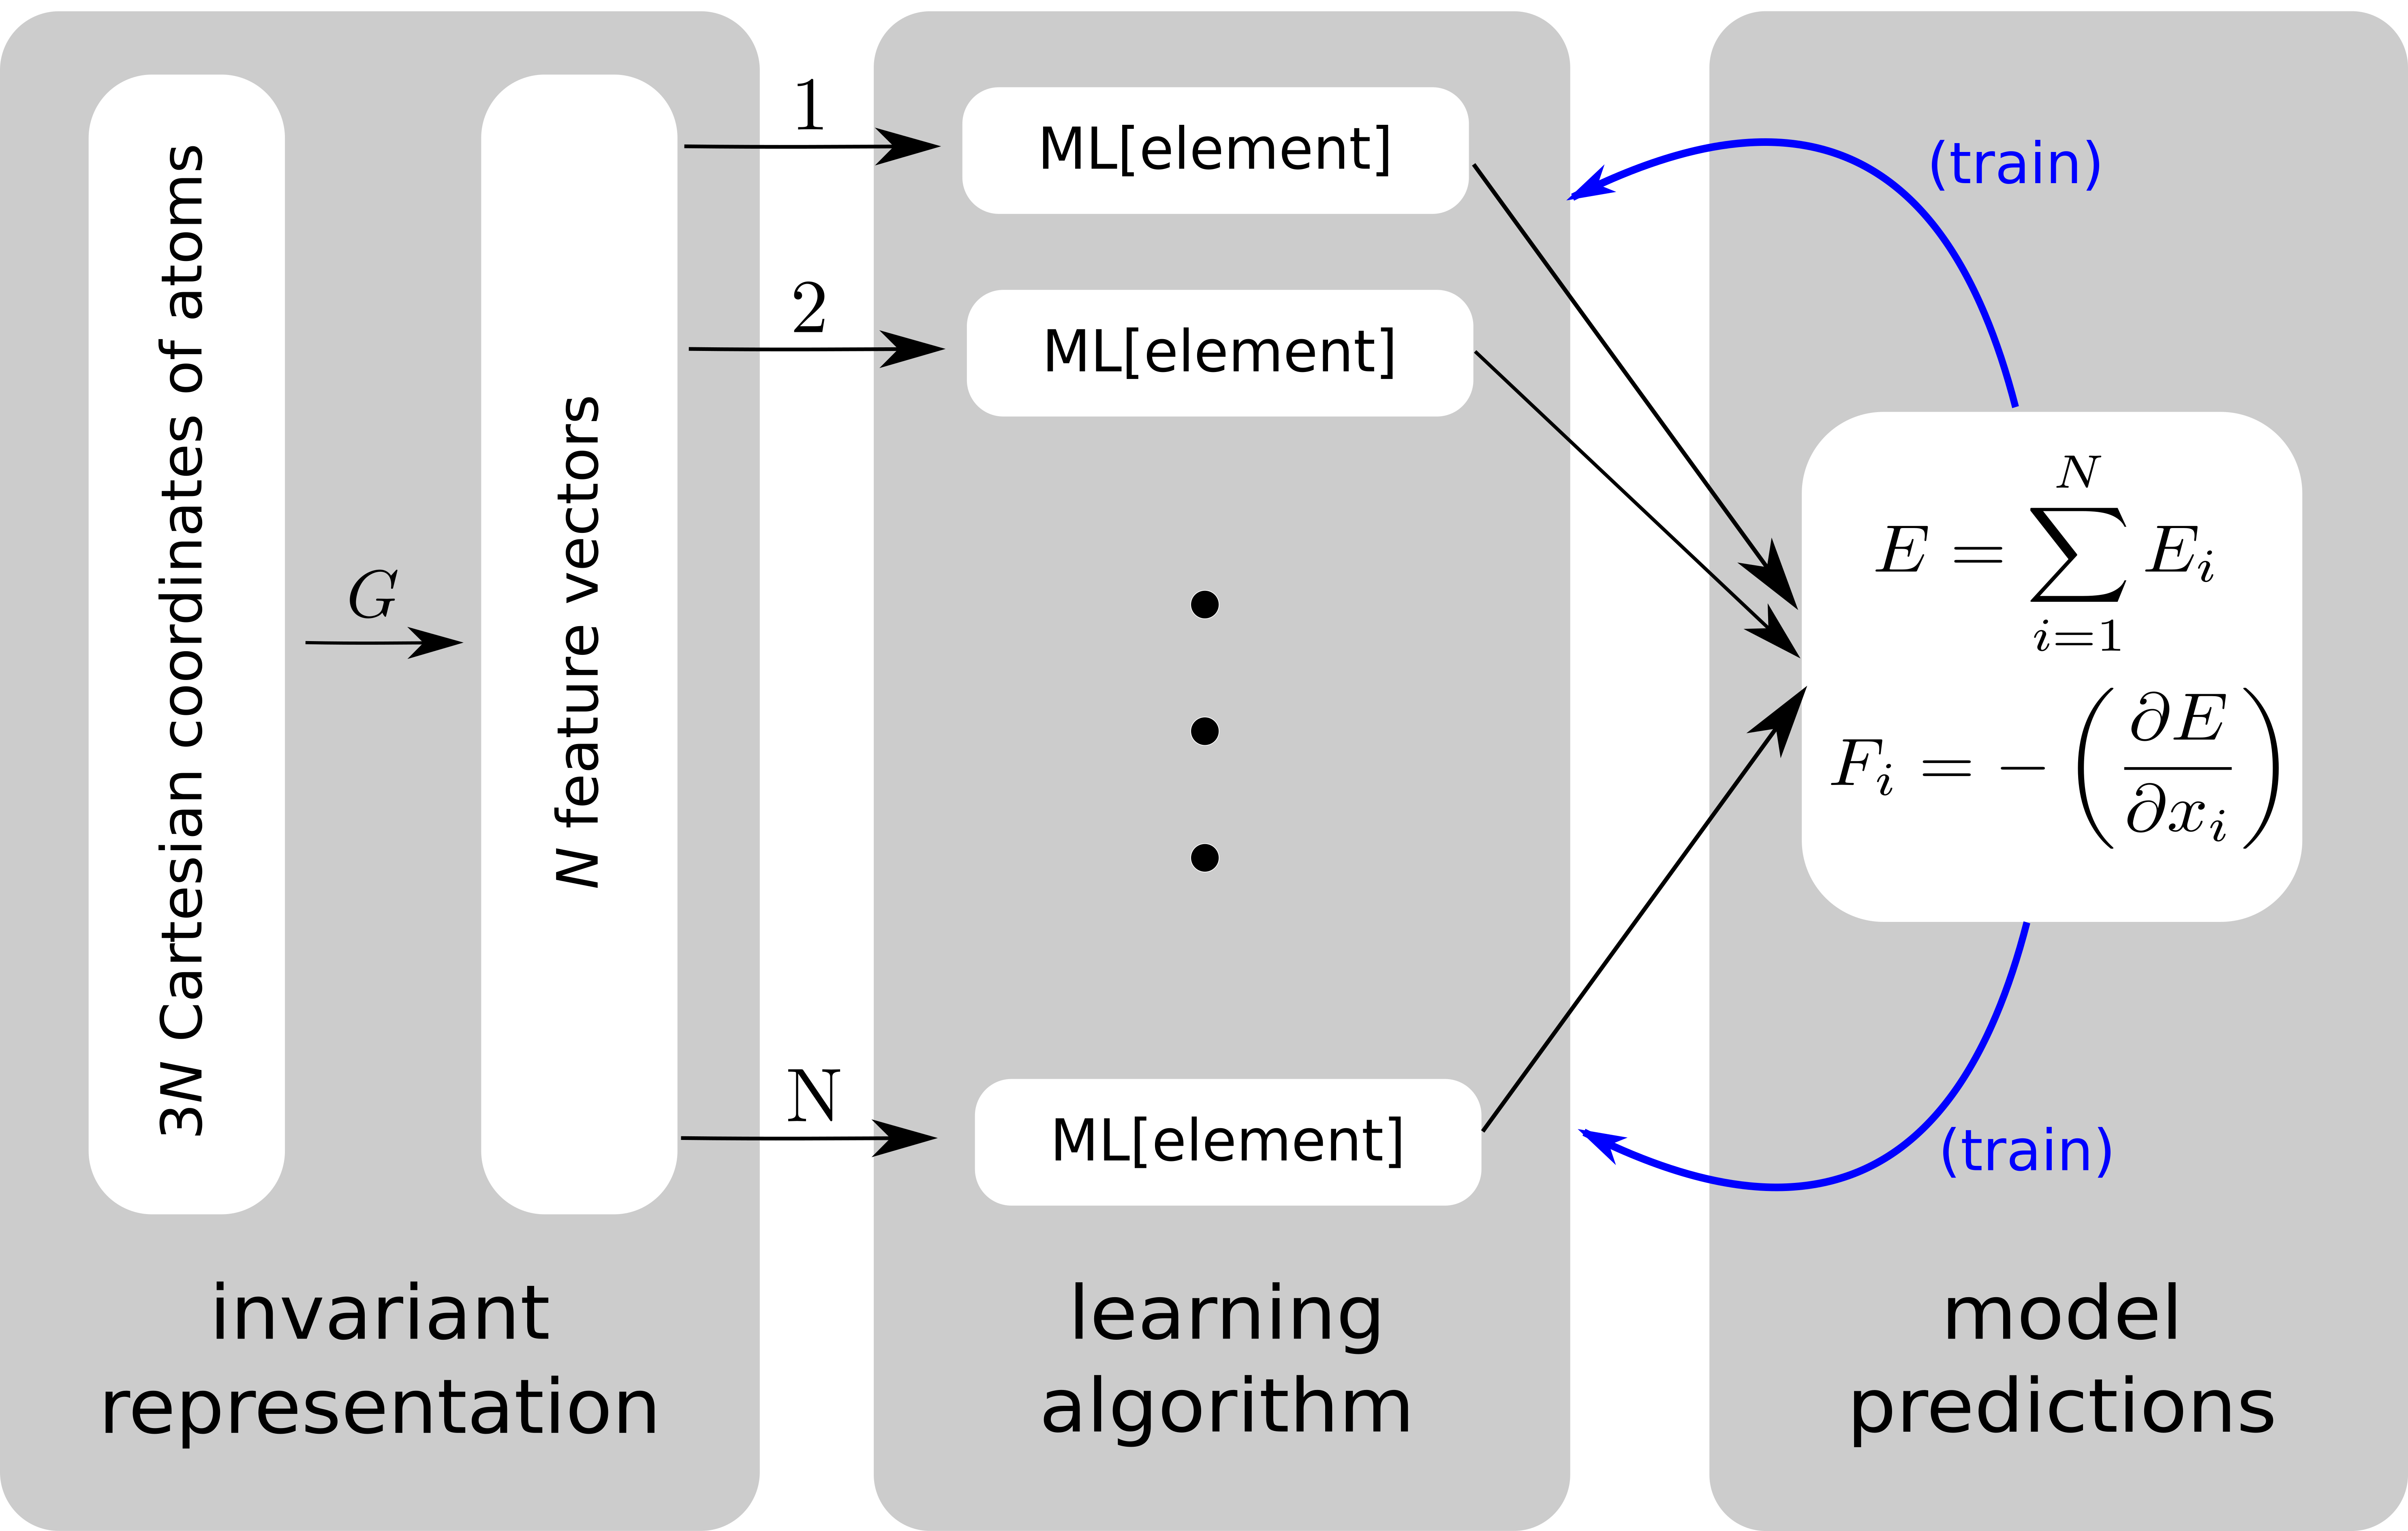 3N Cartesian coordinates of atoms
G
N feature vectors
1
2
N
ML[element]
ML[element]
ML[element]
(train)
E = \sum_{i=1}^{N} E_i
F_i = -\left(\frac{\partial E}{\partial x_i}\right)
(train)
invariant
representation
learning
algorithm
model
predictions